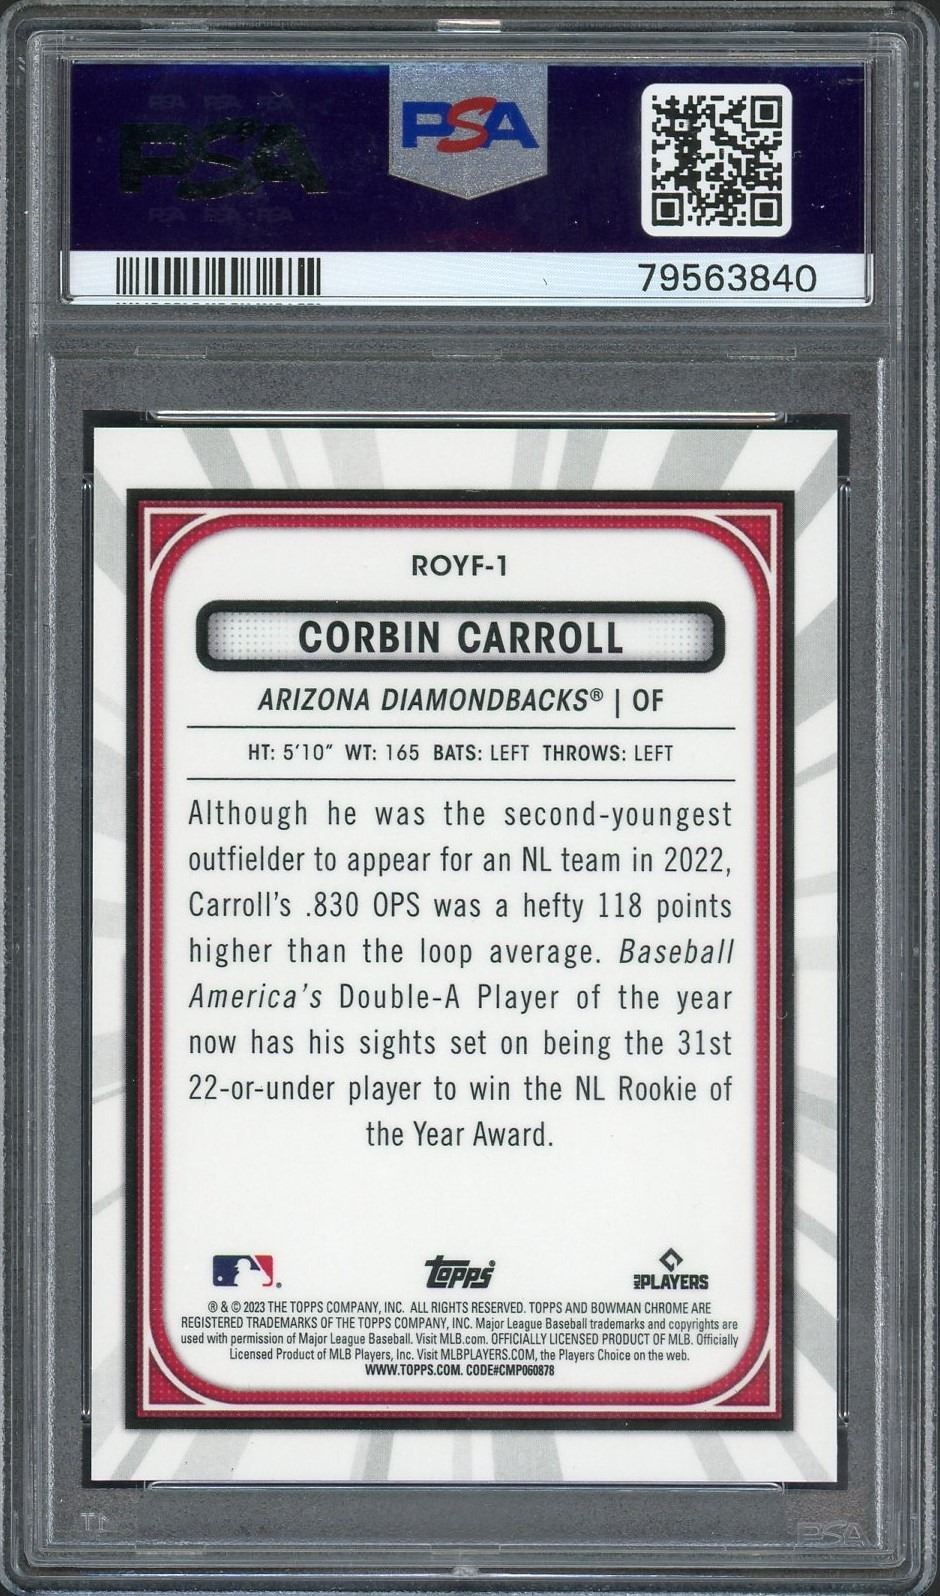 PSA
PSA
79563840
ROYF-1
CORBIN CARROLL
ARIZONA DIAMONDBACKS® | OF
HT: 5'10" WT: 165 BATS: LEFT THROWS: LEFT
Although he was the second-youngest
outfielder to appear for an NL team in 2022,
Carroll's .830 OPS was a hefty 118 points
higher than the loop average. Baseball
America's Double-A Player of the year
now has his sights set on being the 31st
22-or-under player to win the NL Rookie of
the Year Award.
Topps
MLB PLAYERS
® & © 2023 THE TOPPS COMPANY, INC. ALL RIGHTS RESERVED. TOPPS AND BOWMAN CHROME ARE
REGISTERED TRADEMARKS OF THE TOPPS COMPANY, INC. Major League Baseball trademarks and copyrights are
used with permission of Major League Baseball. Visit MLB.com. OFFICIALLY LICENSED PRODUCT OF MLB. Officially
Licensed Product of MLB Players, Inc. Visit MLBPLAYERS.COM, the Players Choice on the web.
WWW.TOPPS.COM. CODE#CMP060878
PSA